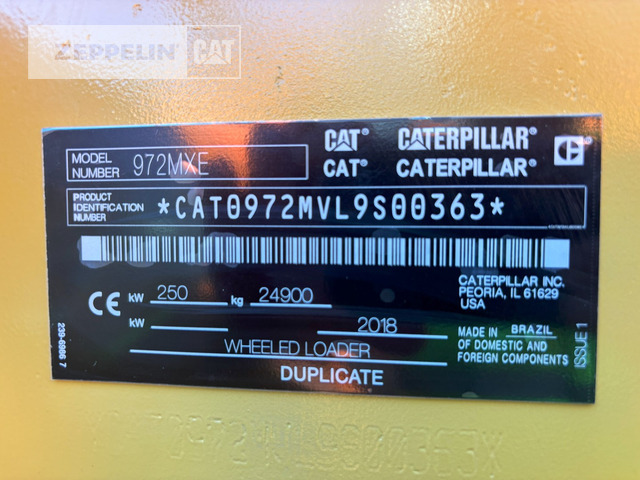 ZEPPELIN CAT
CAT® CATERPILLAR®
CAT® CATERPILLAR® C
MODEL NUMBER 972MXE
PRODUCT IDENTIFICATION NUMBER *CAT0972MVL9S00363*
CATERPILLAR INC.
PEORIA, IL 61629
USA
CE kW 250 kg 24900
kW 2018
MADE IN BRAZIL
OF DOMESTIC AND
FOREIGN COMPONENTS
WHEELED LOADER
DUPLICATE
239-6986 7
ISSUE 1